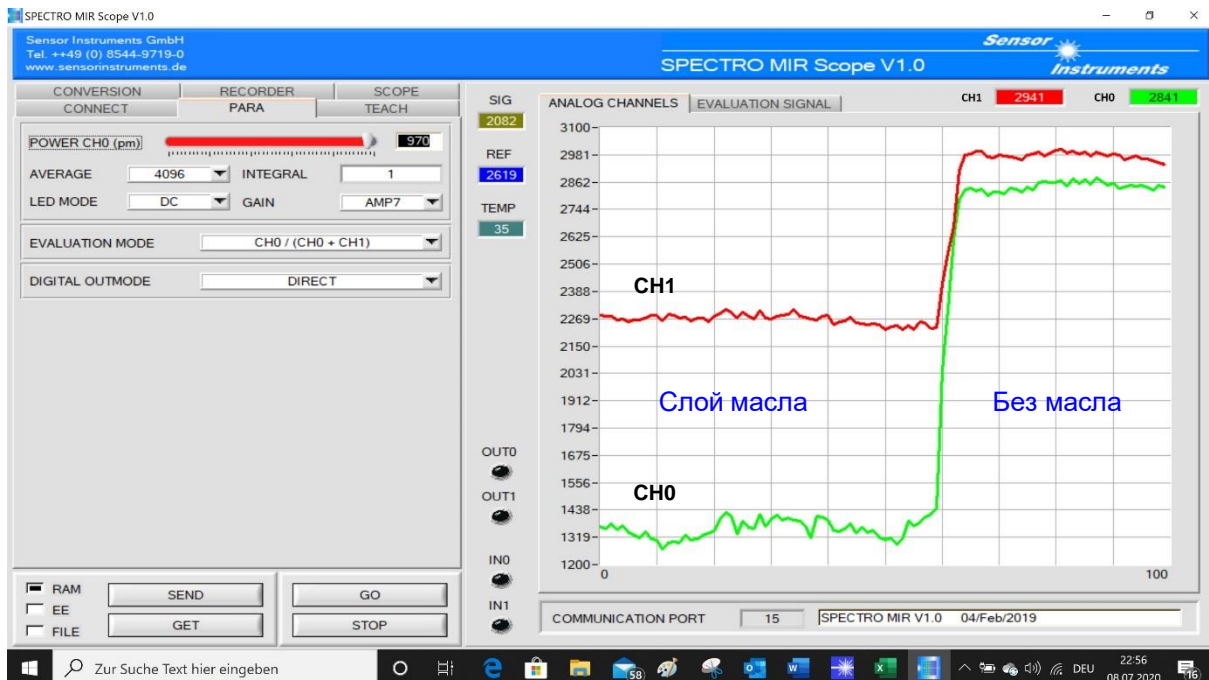 SPECTRO MIR Scope V1.0
Sensor Instruments GmbH
Tel. ++49 (0) 8544-9719-0
www.sensorinstruments.de
SPECTRO MIR Scope V1.0
Sensor
Instruments
CONVERSION RECORDER SCOPE
CONNECT PARA TEACH
POWER CH0 (pm) 970
AVERAGE 4096 INTEGRAL 1
LED MODE DC GAIN AMP7
EVALUATION MODE CH0 / (CH0 + CH1)
DIGITAL OUTMODE DIRECT
RAM SEND GO
EE
FILE GET STOP
SIG
2082
REF
2619
TEMP
35
OUT0
OUT1
IN0
IN1
ANALOG CHANNELS EVALUATION SIGNAL CH1 2941 CH0 2841
3100
2981
2862
2744
2625
2506
2388
2269
2150
2031
1912
1794
1675
1556
1438
1319
1200
0 100
CH1
Слой масла Без масла
CH0
COMMUNICATION PORT 15 SPECTRO MIR V1.0 04/Feb/2019
Zur Suche Text hier eingeben 58 DEU 22:56
08.07.2020 16